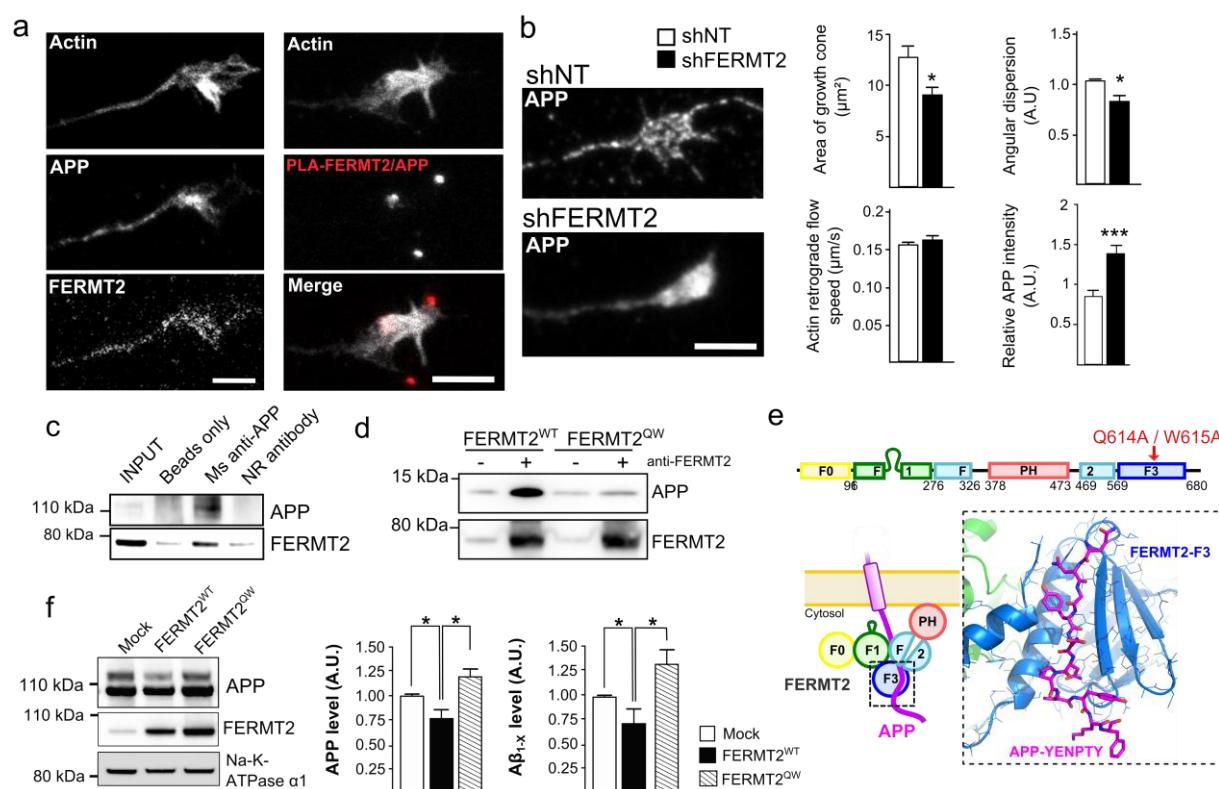 a
Actin
APP
FERMT2
Actin
PLA-FERMT2/APP
Merge
b
shNT
shFERMT2
shNT
APP
shFERMT2
APP
Area of growth cone
(µm²)
15
10
5
*
Angular dispersion
(A.U)
1.5
1
0.5
*
Actin retrograde flow
speed (µm/s)
0.2
0.15
0.1
0.05
Relative APP intensity
(A.U.)
2
1.5
1
0.5
***
c
INPUT
Beads only
Ms anti-APP
NR antibody
110 kDa
APP
80 kDa
FERMT2
d
FERMT2WT FERMT2QW
- + - + anti-FERMT2
15 kDa
APP
80 kDa
FERMT2
e
Q614A / W615A
F0 F 1 F PH 2 F3
96 276 326 378 473 469 569 680
Cytosol
F0 F1 F 2 PH
F3
FERMT2
APP
FERMT2-F3
APP-YENPTY
f
Mock
FERMT2WT
FERMT2QW
110 kDa
APP
100 kDa
FERMT2
80 kDa
Na-K-
ATPase α1
APP level (A.U.)
1.50
1.25
1.00
0.75
0.50
1.25
* *
Aβ1-x level (A.U.)
1.50
1.25
1.00
0.75
0.50
1.25
* *
Mock
FERMT2WT
FERMT2QW